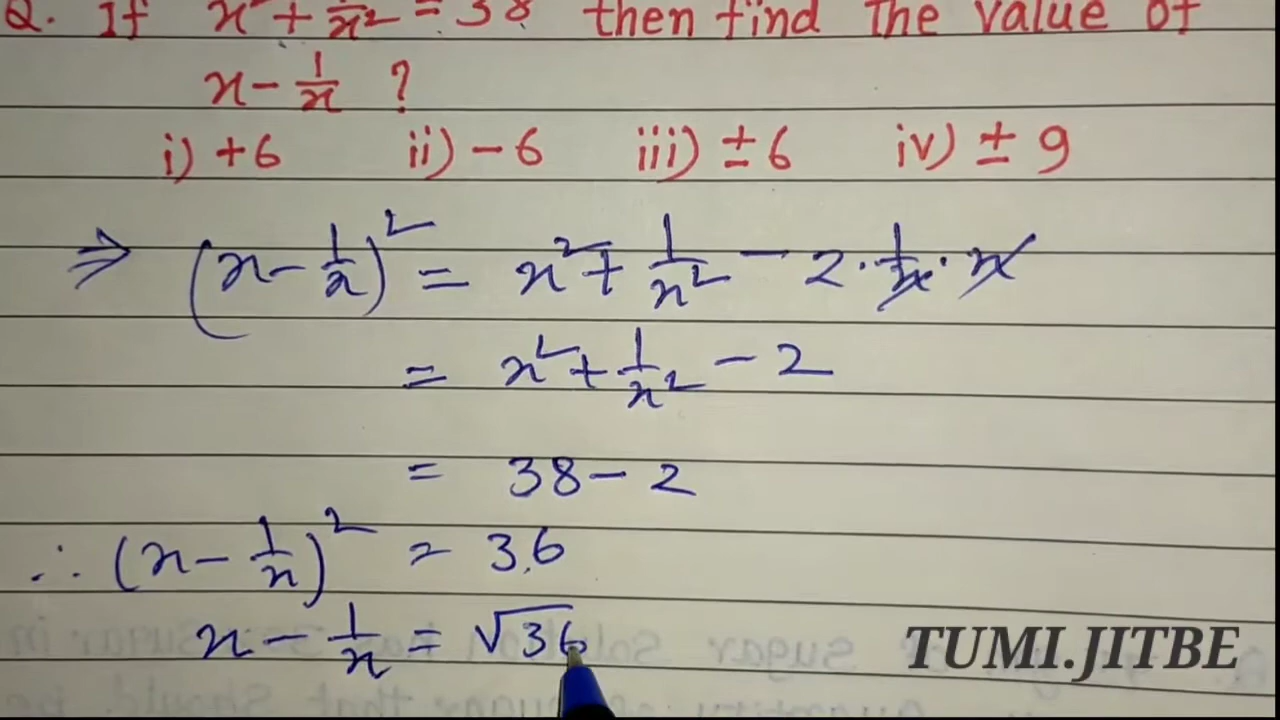 Q. If x² + 1/x² = 38 then find the value of
x - 1/x ?
i) +6 ii) -6 iii) ±6 iv) ±9
⇒ (x - 1/x)² = x² + 1/x² - 2 · 1/x · x
= x² + 1/x² - 2
= 38 - 2
∴ (x - 1/x)² = 36
x - 1/x = √36
TUMI.JITBE